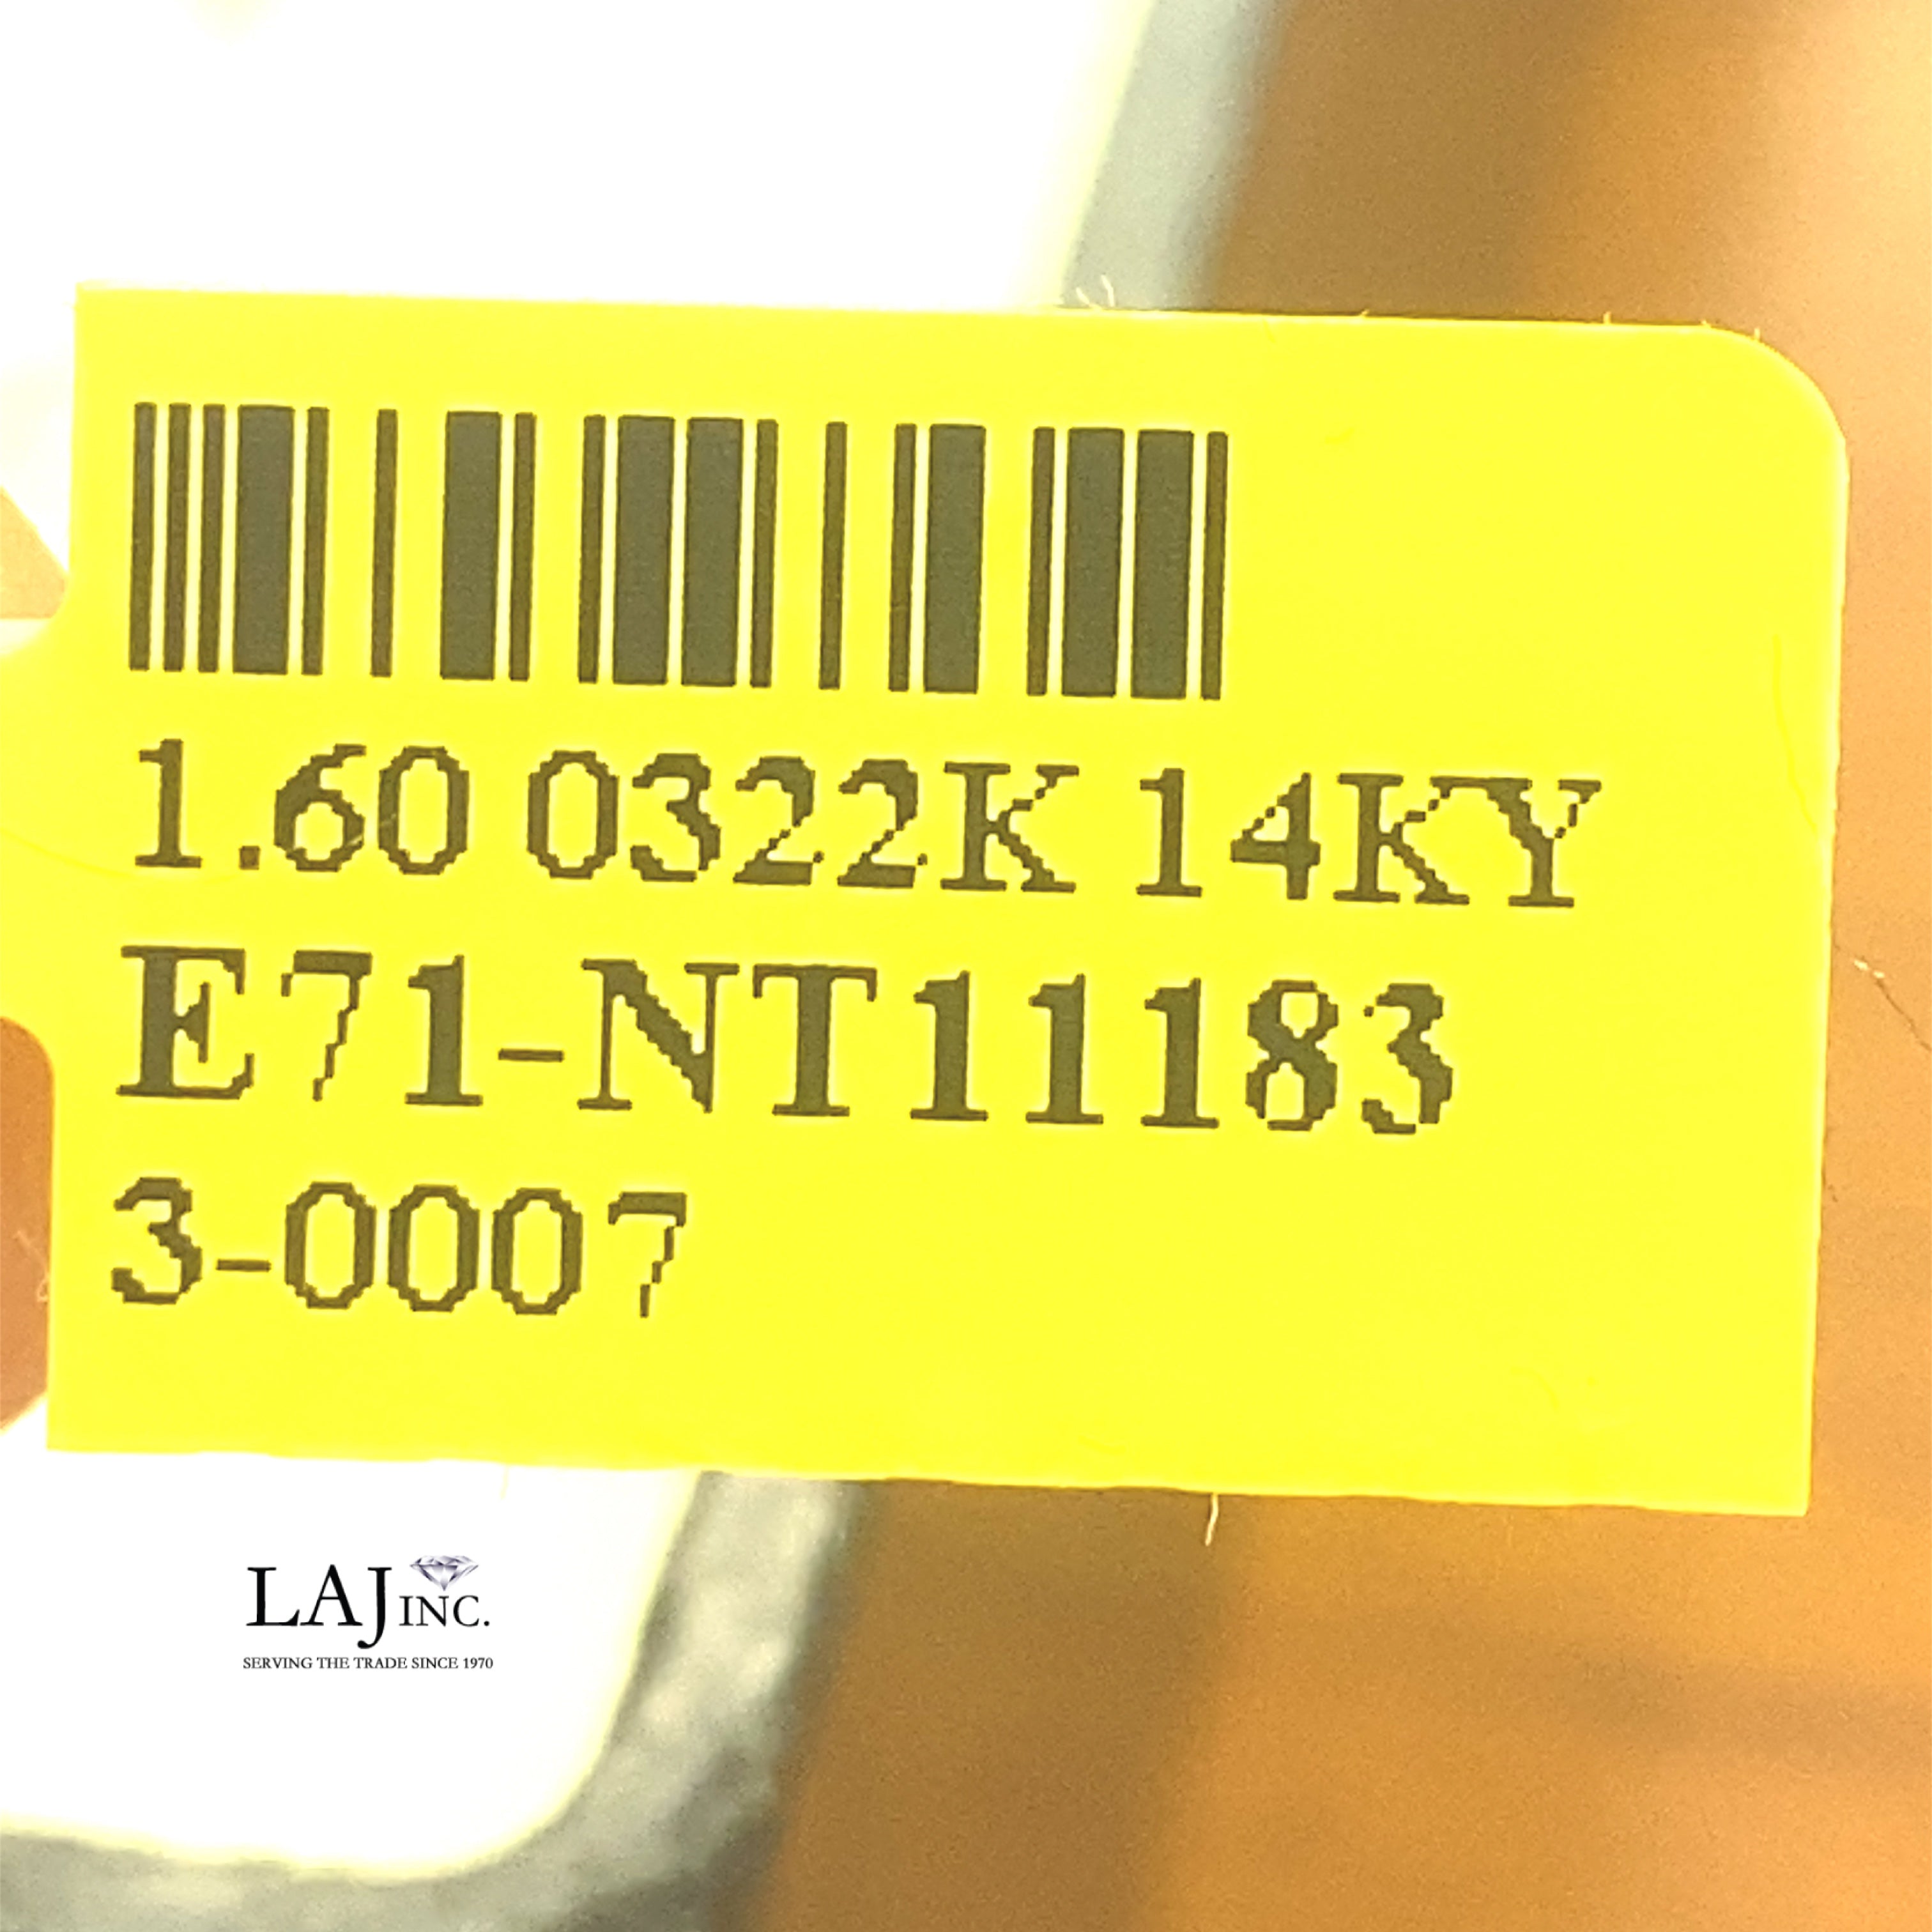 1.60 0322K 14KY
E71-NT11183
3-0007
LAJ INC.
SERVING THE TRADE SINCE 1970